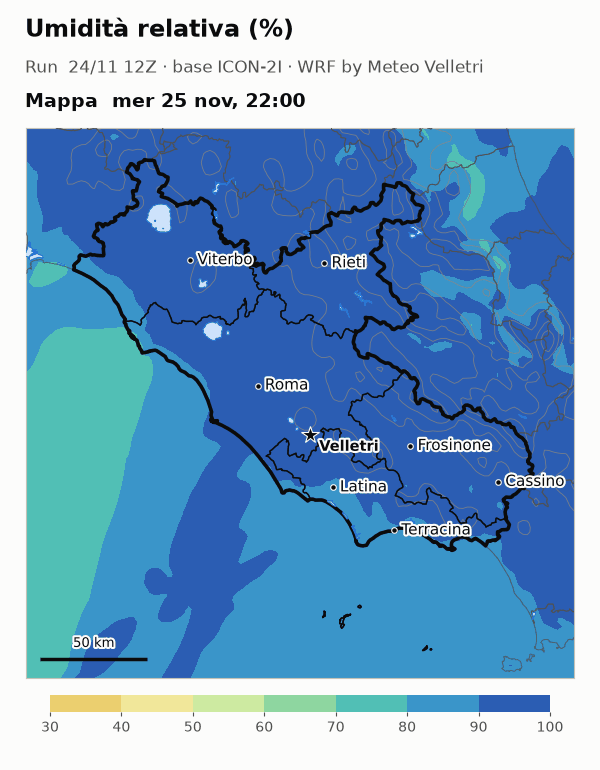 Umidità relativa (%)
Run  24/11 12Z · base ICON-2I · WRF by Meteo Velletri
Mappa  mer 25 nov, 22:00
Viterbo
Rieti
Roma
Velletri
Frosinone
Cassino
Latina
Terracina
50 km
30 40 50 60 70 80 90 100